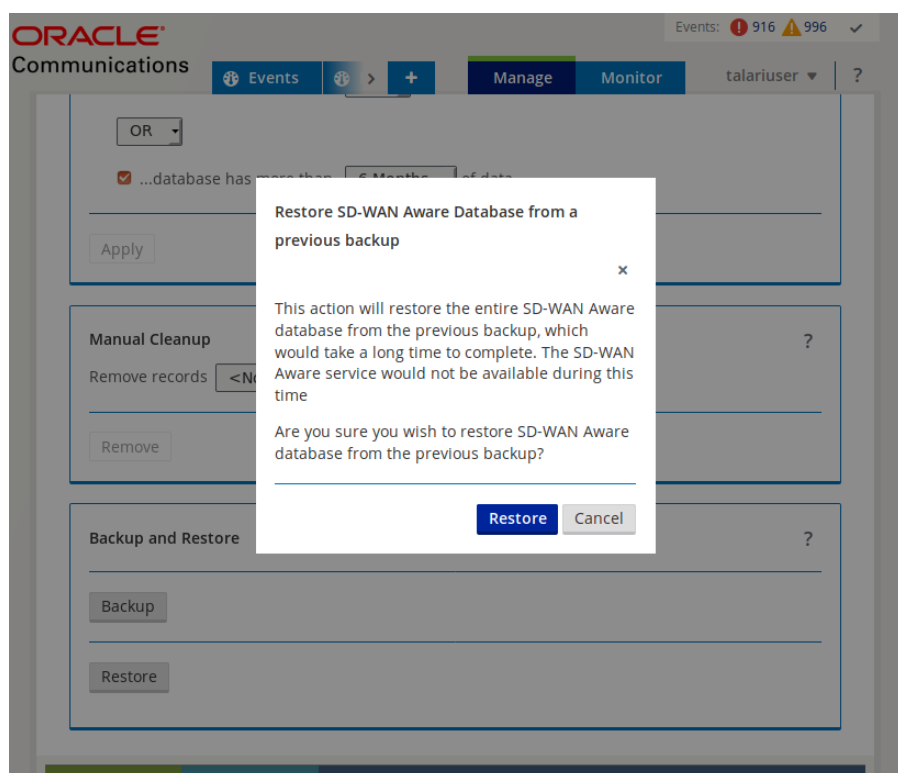 ORACLE
Events: 916 996
Communications
Events > + Manage Monitor talariuser ?
OR
...database has more than 6 Months of data
Apply
Restore SD-WAN Aware Database from a
previous backup
×
This action will restore the entire SD-WAN Aware
database from the previous backup, which
would take a long time to complete. The SD-WAN
Aware service would not be available during this
time
Are you sure you wish to restore SD-WAN Aware
database from the previous backup?
Restore Cancel
Manual Cleanup ?
Remove records
Remove
Backup and Restore ?
Backup
Restore